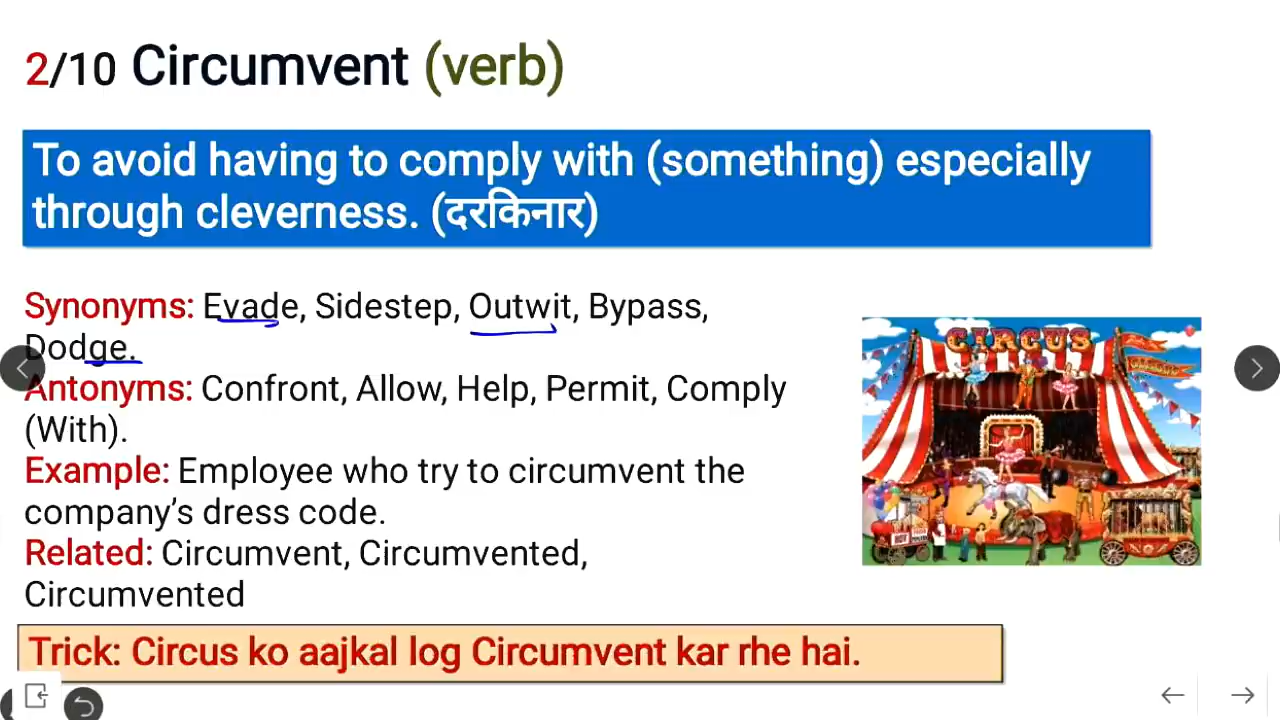 2/10 Circumvent (verb)
To avoid having to comply with (something) especially
through cleverness. (दरकिनार)
Synonyms: Evade, Sidestep, Outwit, Bypass,
Dodge.
Antonyms: Confront, Allow, Help, Permit, Comply
(With).
Example: Employee who try to circumvent the
company's dress code.
Related: Circumvent, Circumvented,
Circumvented
CIRCUS
Trick: Circus ko aajkal log Circumvent kar rhe hai.